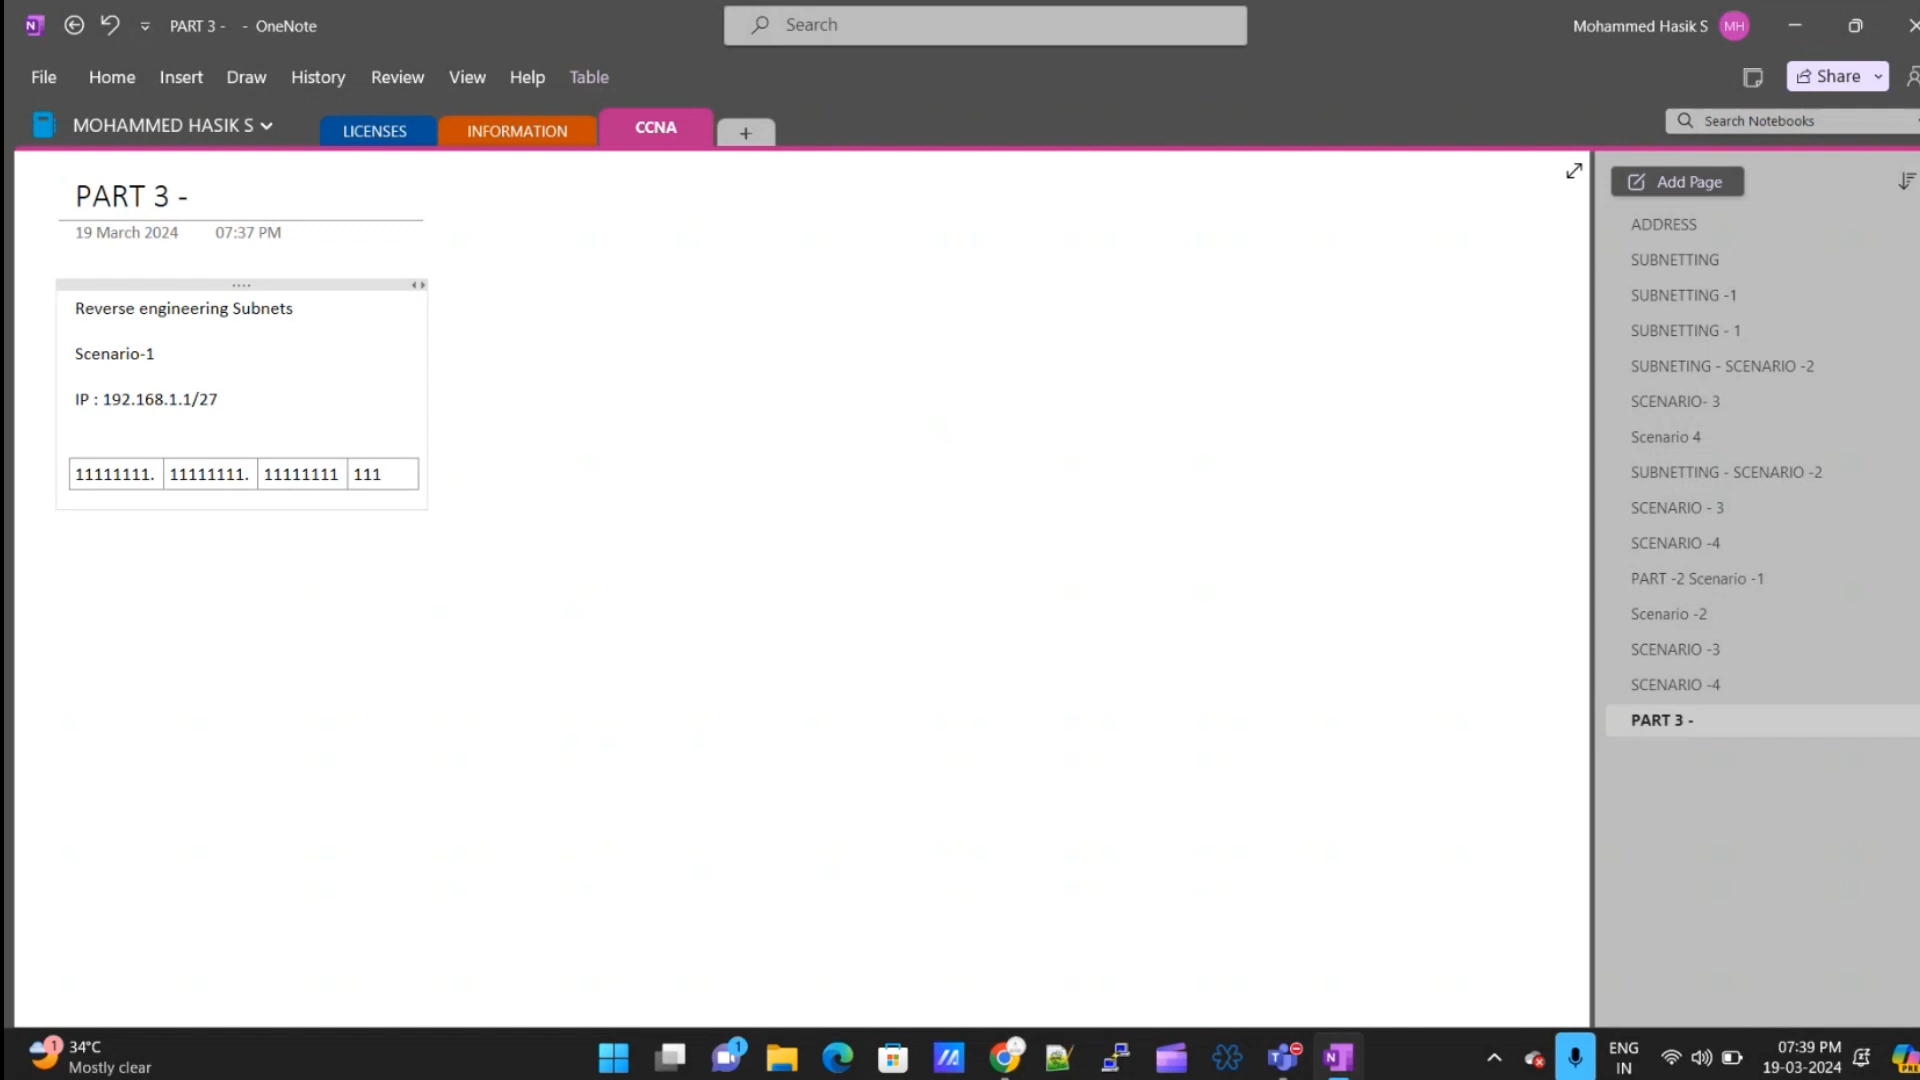 PART 3 -  - OneNote
Search
Mohammed Hasik S
MH
File Home Insert Draw History Review View Help Table
Share
MOHAMMED HASIK S
LICENSES
INFORMATION
CCNA
+
Search Notebooks
PART 3 -
19 March 2024 07:37 PM
Reverse engineering Subnets
Scenario-1
IP : 192.168.1.1/27
11111111. 11111111. 11111111 111
Add Page
ADDRESS
SUBNETTING
SUBNETTING -1
SUBNETTING - 1
SUBNETING - SCENARIO -2
SCENARIO- 3
Scenario 4
SUBNETTING - SCENARIO -2
SCENARIO - 3
SCENARIO -4
PART -2 Scenario -1
Scenario -2
SCENARIO -3
SCENARIO -4
PART 3 -
1
34°C
Mostly clear
1
ENG
IN
07:39 PM
19-03-2024
PRE